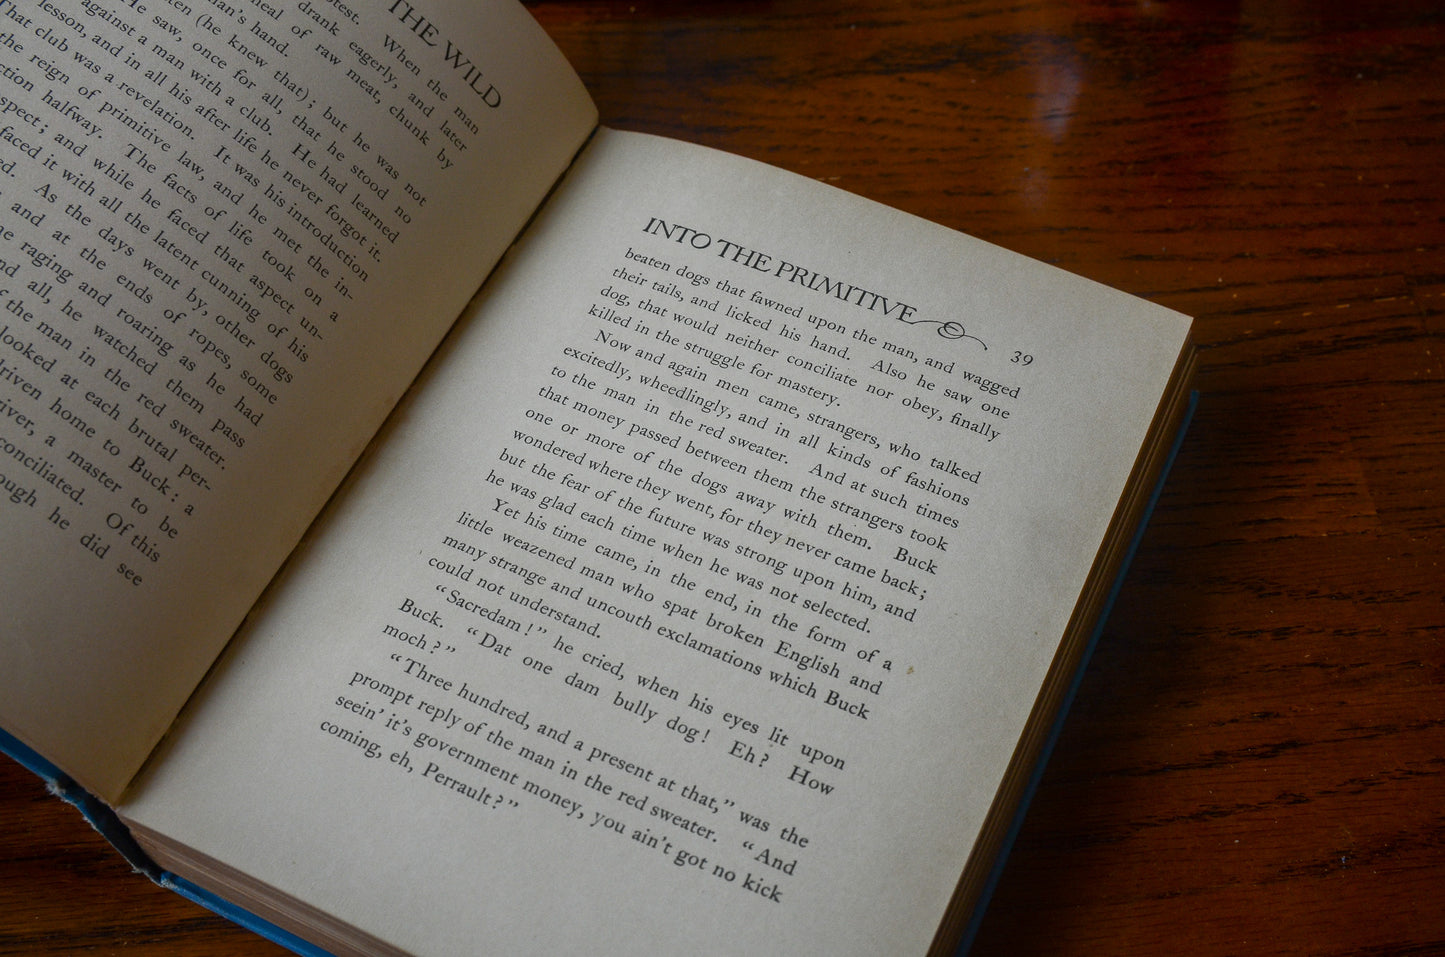 THE WILD
otest. When the man
drank eagerly, and later
meal of raw meat, chunk by
man's hand.
ten (he knew that); but he was not
He saw, once for all, that he stood no
against a man with a club. He had learned
lesson, and in all his after life he never forgot it.
That club was a revelation. It was his introduction
the reign of primitive law, and he met the in-
ction halfway. The facts of life took on a
spect; and while he faced that aspect un-
faced it with all the latent cunning of his
ed. As the days went by, other dogs
and at the ends of ropes, some
e raging and roaring as he had
nd all, he watched them pass
f the man in the red sweater.
looked at each brutal per-
driven home to Buck: a
iver, a master to be
conciliated. Of this
ough he did see
INTO THE PRIMITIVE 39
beaten dogs that fawned upon the man, and wagged
their tails, and licked his hand. Also he saw one
dog, that would neither conciliate nor obey, finally
killed in the struggle for mastery.
Now and again men came, strangers, who talked
excitedly, wheedlingly, and in all kinds of fashions
to the man in the red sweater. And at such times
that money passed between them the strangers took
one or more of the dogs away with them. Buck
wondered where they went, for they never came back;
but the fear of the future was strong upon him, and
he was glad each time when he was not selected.
Yet his time came, in the end, in the form of a
little weazened man who spat broken English and
many strange and uncouth exclamations which Buck
could not understand.
“Sacredam!” he cried, when his eyes lit upon
Buck. “Dat one dam bully dog! Eh? How
moch?”
“Three hundred, and a present at that,” was the
prompt reply of the man in the red sweater. “And
seein’ it’s government money, you ain’t got no kick
coming, eh, Perrault?”